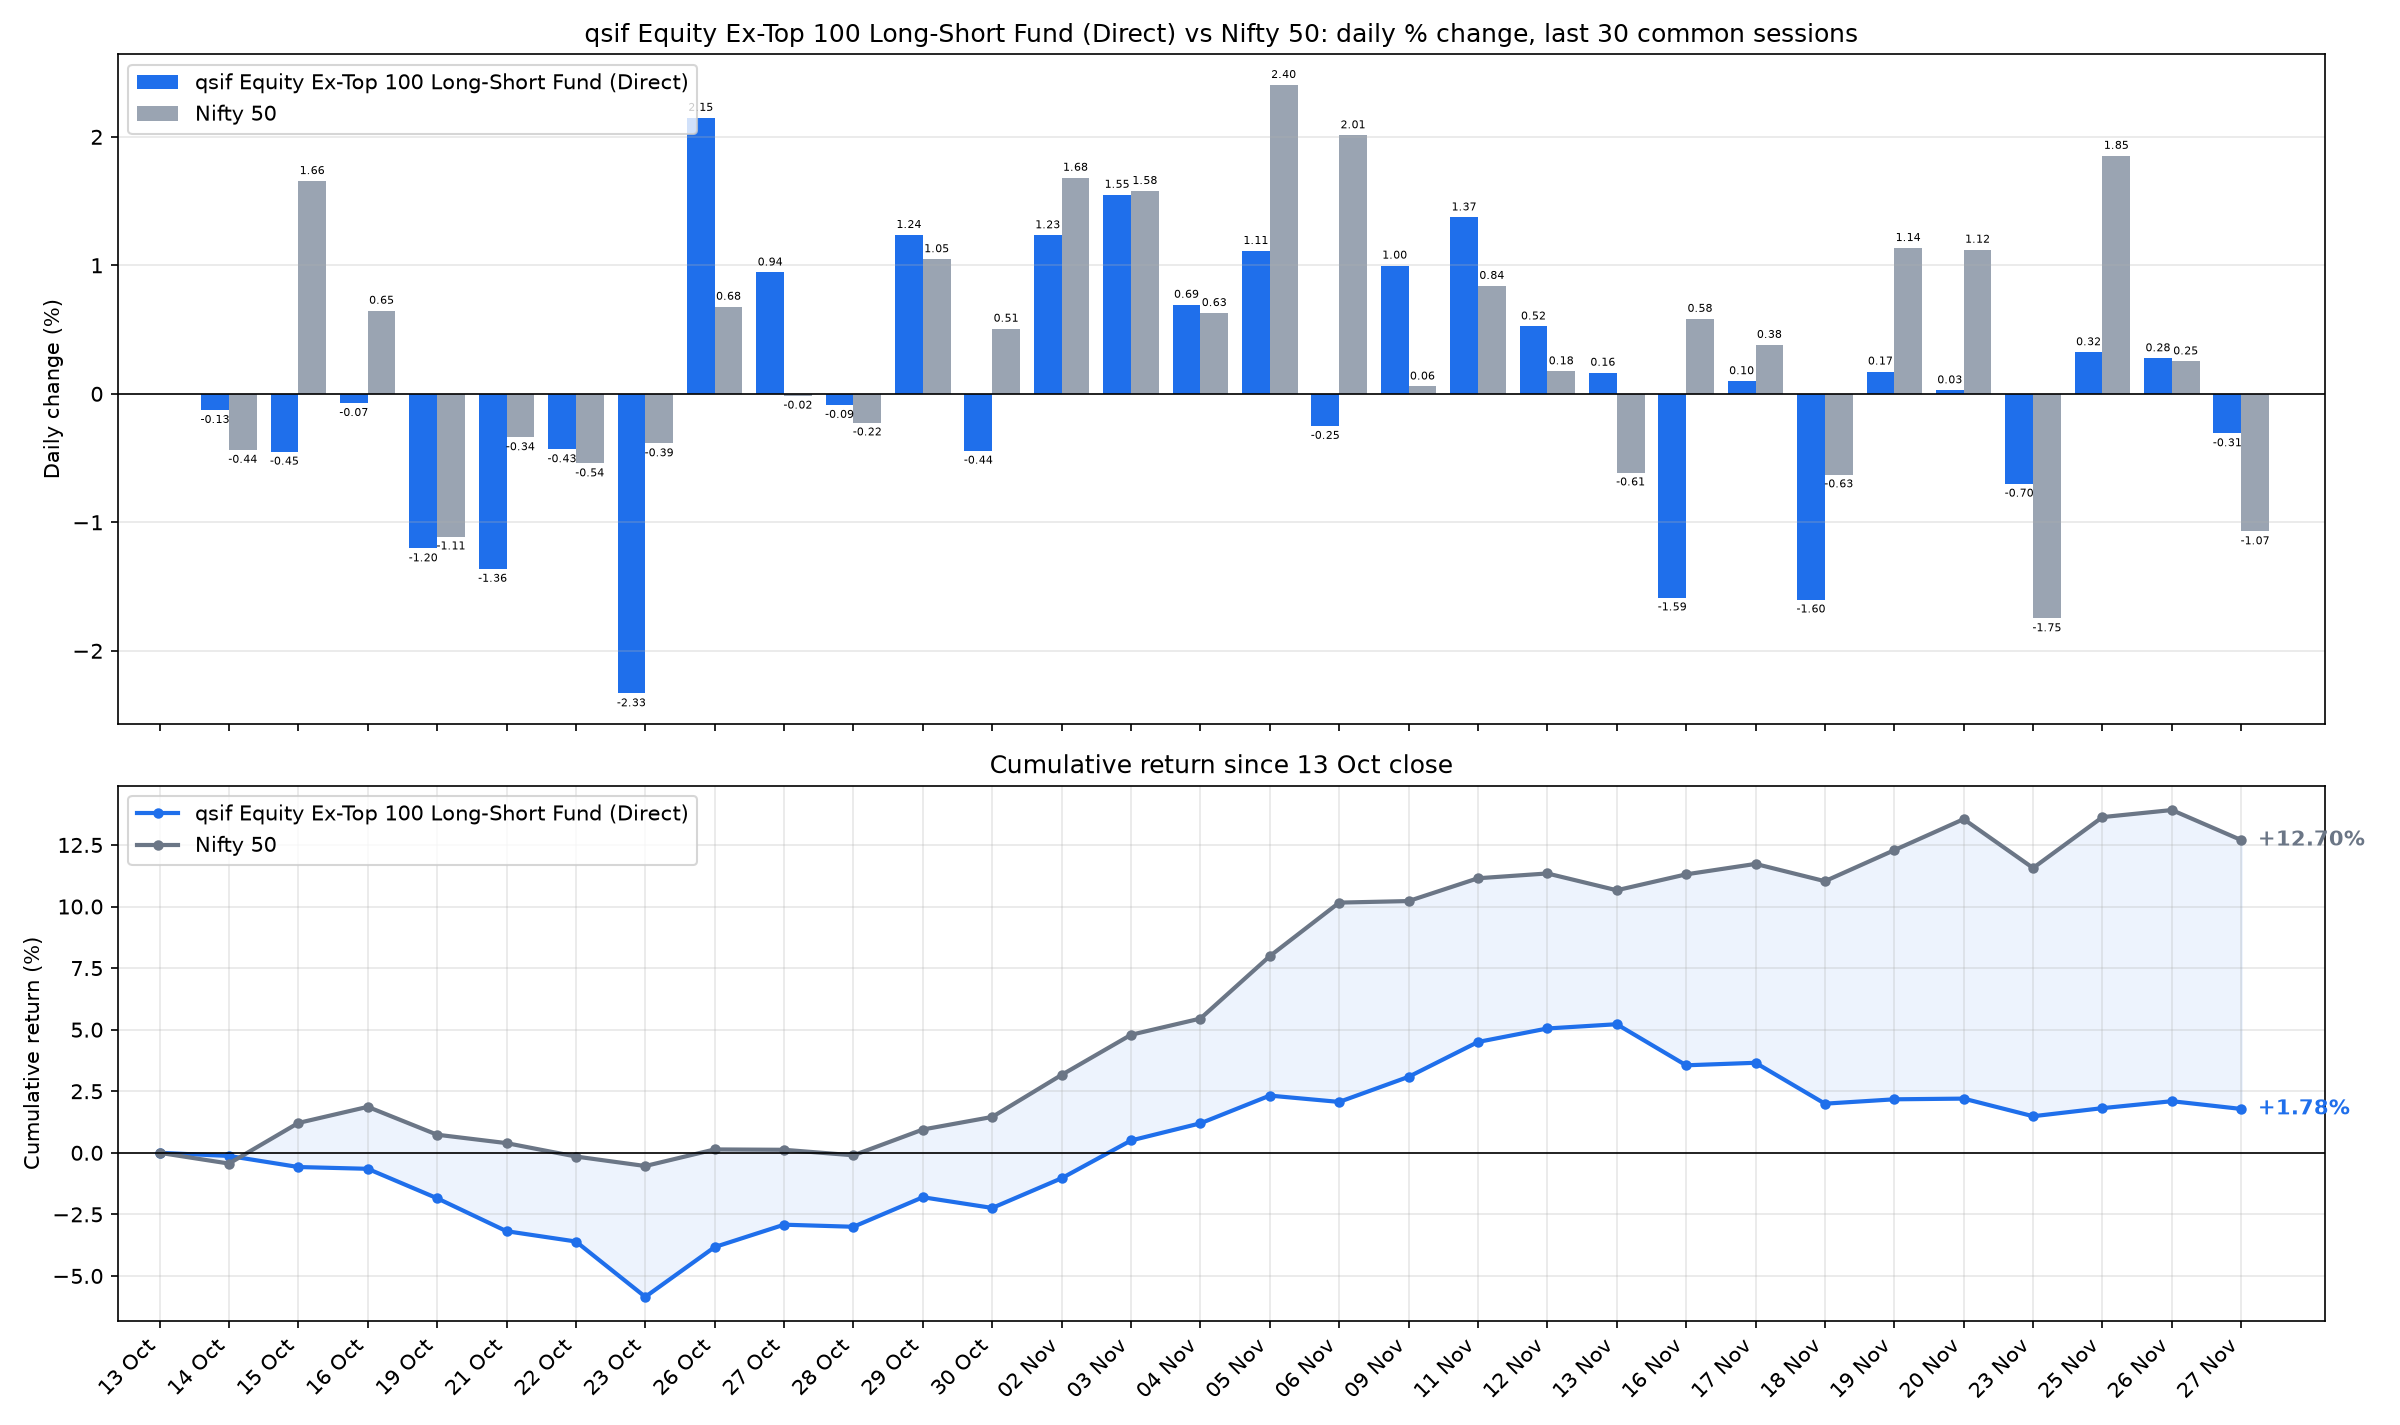 qsif Equity Ex-Top 100 Long-Short Fund (Direct) vs Nifty 50: daily % change, last 30 common sessions
qsif Equity Ex-Top 100 Long-Short Fund (Direct)
Nifty 50
Daily change (%)
2
1
0
−1
−2
-0.13
-0.44
-0.45
1.66
-0.07
0.65
-1.20
-1.11
-1.36
-0.34
-0.43
-0.54
-2.33
-0.39
2.15
0.68
0.94
-0.02
-0.09
-0.22
1.24
1.05
-0.44
0.51
1.23
1.68
1.55
1.58
0.69
0.63
1.11
2.40
-0.25
2.01
1.00
0.06
1.37
0.84
0.52
0.18
0.16
-0.61
-1.59
0.58
0.10
0.38
-1.60
-0.63
0.17
1.14
0.03
1.12
-0.70
-1.75
0.32
1.85
0.28
0.25
-0.31
-1.07
Cumulative return since 13 Oct close
qsif Equity Ex-Top 100 Long-Short Fund (Direct)
Nifty 50
Cumulative return (%)
12.5
10.0
7.5
5.0
2.5
0.0
−2.5
−5.0
+12.70%
+1.78%
13 Oct
14 Oct
15 Oct
16 Oct
19 Oct
21 Oct
22 Oct
23 Oct
26 Oct
27 Oct
28 Oct
29 Oct
30 Oct
02 Nov
03 Nov
04 Nov
05 Nov
06 Nov
09 Nov
11 Nov
12 Nov
13 Nov
16 Nov
17 Nov
18 Nov
19 Nov
20 Nov
23 Nov
25 Nov
26 Nov
27 Nov